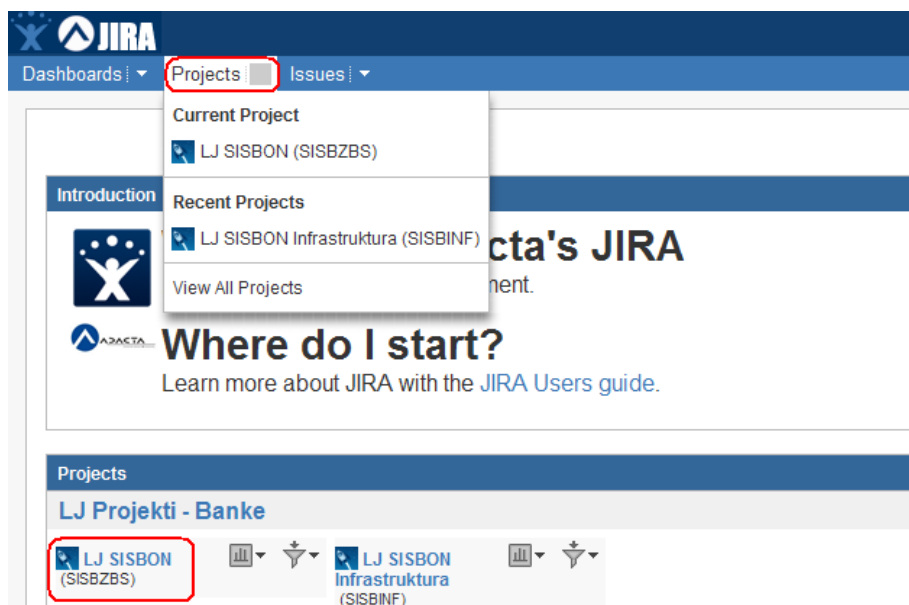 JIRA
Dashboards Projects Issues
Current Project
LJ SISBON (SISBZBS)
Introduction
Recent Projects
LJ SISBON Infrastruktura (SISBINF)
cta's JIRA
View All Projects
nent.
ADACTA
Where do I start?
Learn more about JIRA with the JIRA Users guide.
Projects
LJ Projekti - Banke
LJ SISBON
(SISBZBS)
LJ SISBON
Infrastruktura
(SISBINF)